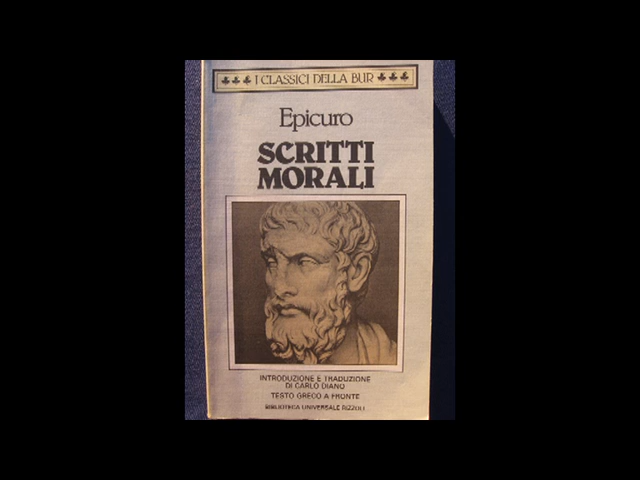 I CLASSICI DELLA BUR
Epicuro
SCRITTI
MORALI
INTRODUZIONE E TRADUZIONE
DI CARLO DIANO
TESTO GRECO A FRONTE
BIBLIOTECA UNIVERSALE RIZZOLI